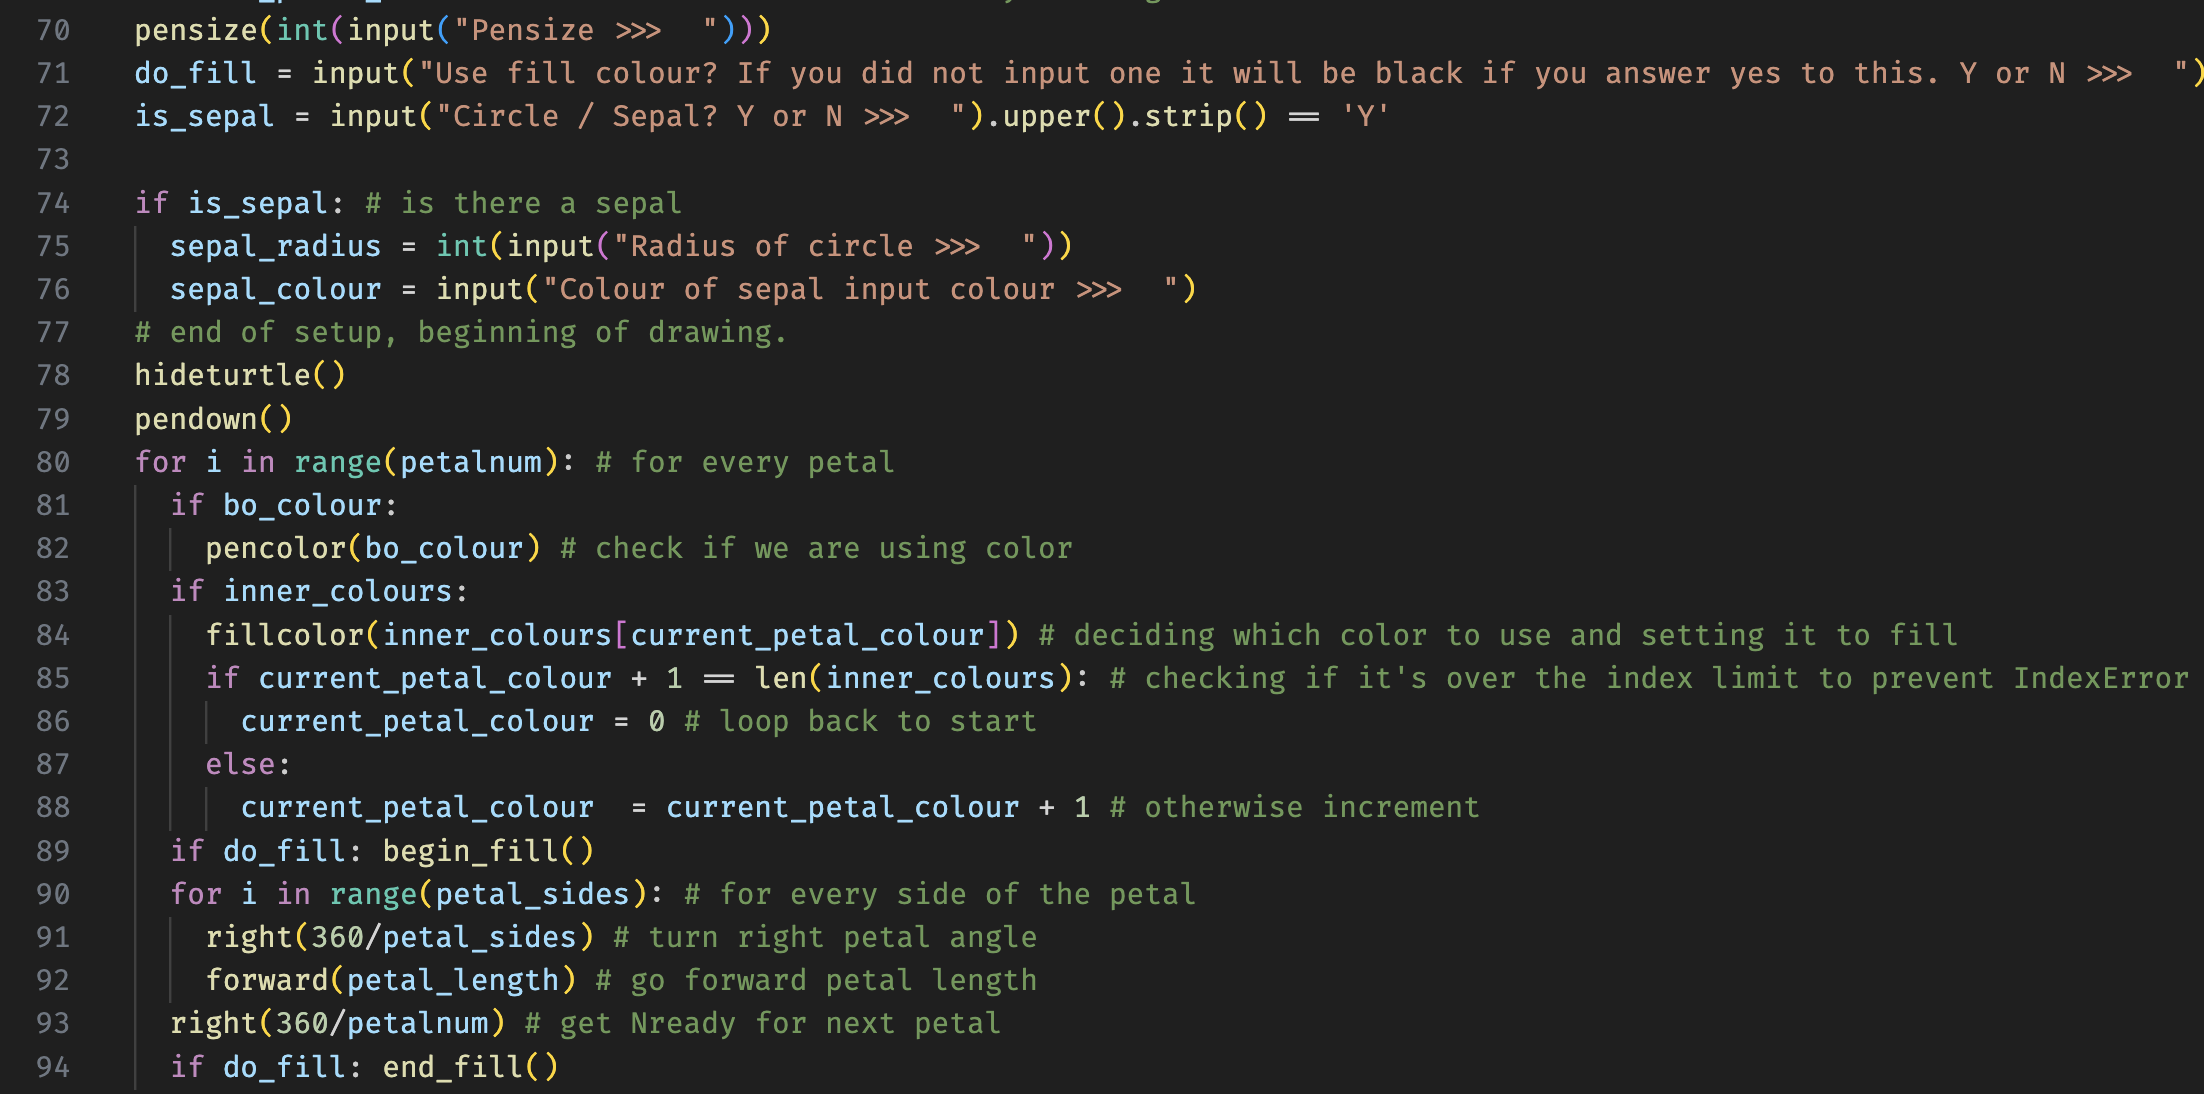 70 pensize(int(input("Pensize >>>  ")))
71 do_fill = input("Use fill colour? If you did not input one it will be black if you answer yes to this. Y or N >>>  ")
72 is_sepal = input("Circle / Sepal? Y or N >>>  ").upper().strip() == 'Y'
73
74 if is_sepal: # is there a sepal
75   sepal_radius = int(input("Radius of circle >>>  "))
76   sepal_colour = input("Colour of sepal input colour >>>  ")
77 # end of setup, beginning of drawing.
78 hideturtle()
79 pendown()
80 for i in range(petalnum): # for every petal
81   if bo_colour:
82     pencolor(bo_colour) # check if we are using color
83   if inner_colours:
84     fillcolor(inner_colours[current_petal_colour]) # deciding which color to use and setting it to fill
85     if current_petal_colour + 1 == len(inner_colours): # checking if it's over the index limit to prevent IndexError
86       current_petal_colour = 0 # loop back to start
87     else:
88       current_petal_colour  = current_petal_colour + 1 # otherwise increment
89   if do_fill: begin_fill()
90   for i in range(petal_sides): # for every side of the petal
91     right(360/petal_sides) # turn right petal angle
92     forward(petal_length) # go forward petal length
93   right(360/petalnum) # get Nready for next petal
94   if do_fill: end_fill()